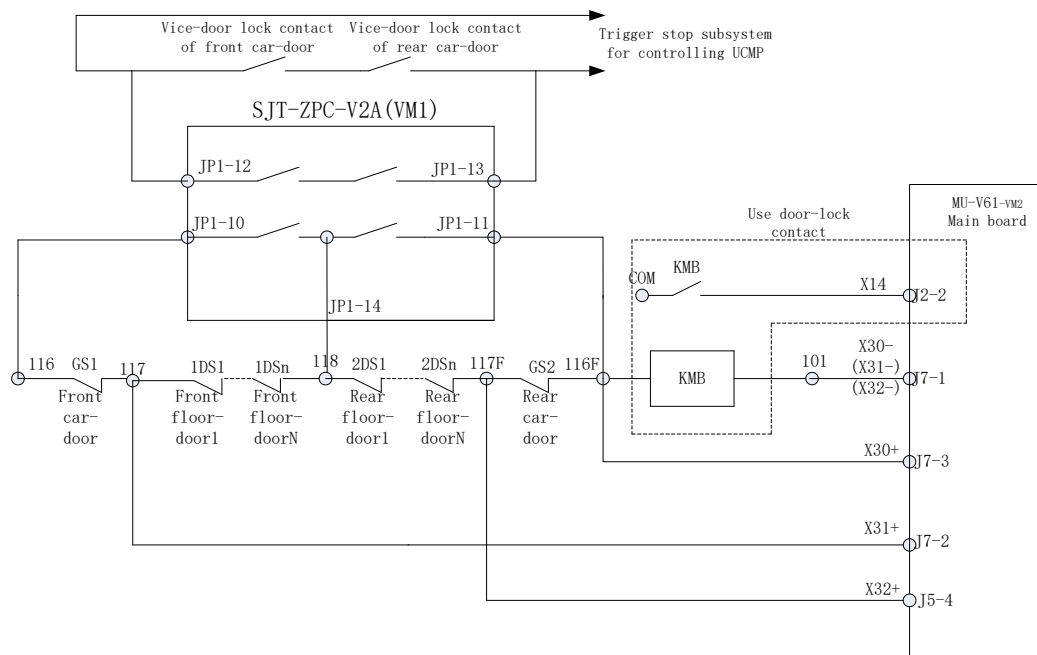 Vice-door lock contact
of front car-door
Vice-door lock contact
of rear car-door
Trigger stop subsystem
for controlling UCMP
SJT-ZPC-V2A(VM1)
JP1-12
JP1-13
JP1-10
JP1-11
JP1-14
Use door-lock
contact
MU-V61-VM2
Main board
COM
KMB
X14
J2-2
116
GS1
117
1DS1
1DSn
118
2DS1
2DSn
117F
GS2
116F
KMB
101
X30-
(X31-)
(X32-)
J7-1
Front
car-
door
Front
floor-
door1
Front
floor-
doorN
Rear
floor-
door1
Rear
floor-
doorN
Rear
car-
door
X30+
J7-3
X31+
J7-2
X32+
J5-4